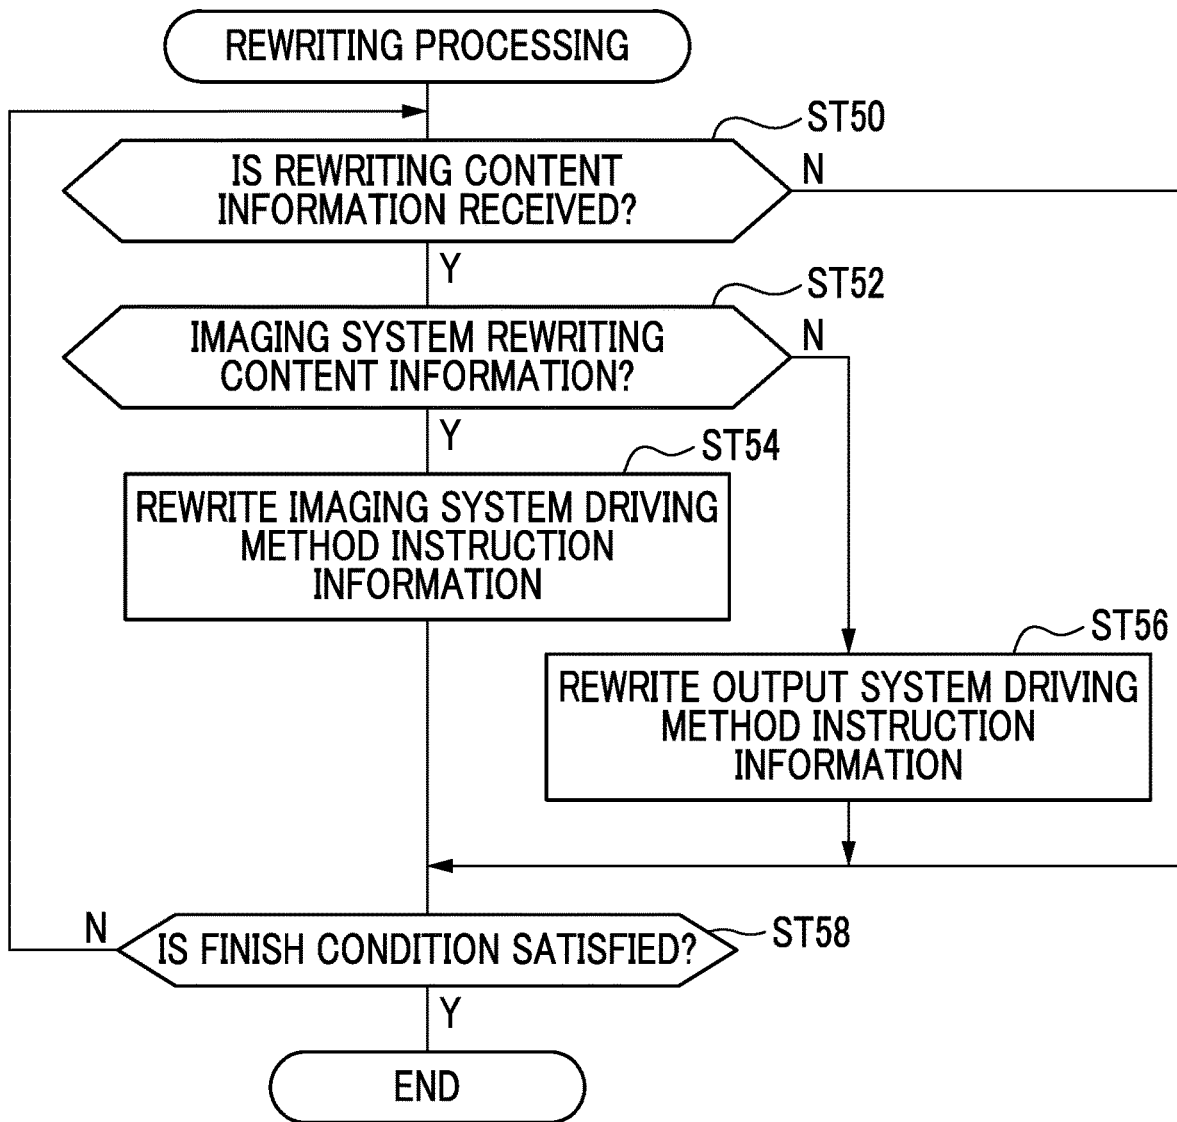 REWRITING PROCESSING
ST50
IS REWRITING CONTENT
INFORMATION RECEIVED?
N
Y
ST52
IMAGING SYSTEM REWRITING
CONTENT INFORMATION?
N
Y
ST54
REWRITE IMAGING SYSTEM DRIVING
METHOD INSTRUCTION
INFORMATION
ST56
REWRITE OUTPUT SYSTEM DRIVING
METHOD INSTRUCTION
INFORMATION
N
IS FINISH CONDITION SATISFIED?
ST58
Y
END